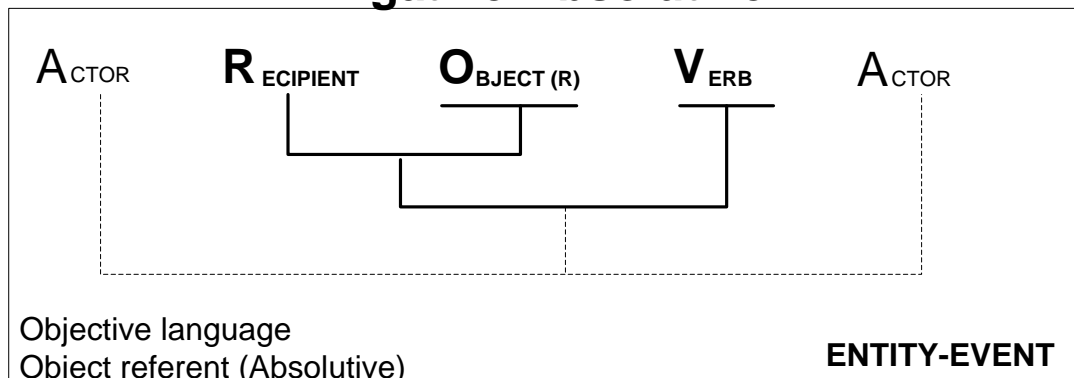 ACTOR RECIPIENT OBJECT (R) VERB ACTOR
Objective language
Object referent (Absolutive)
ENTITY-EVENT